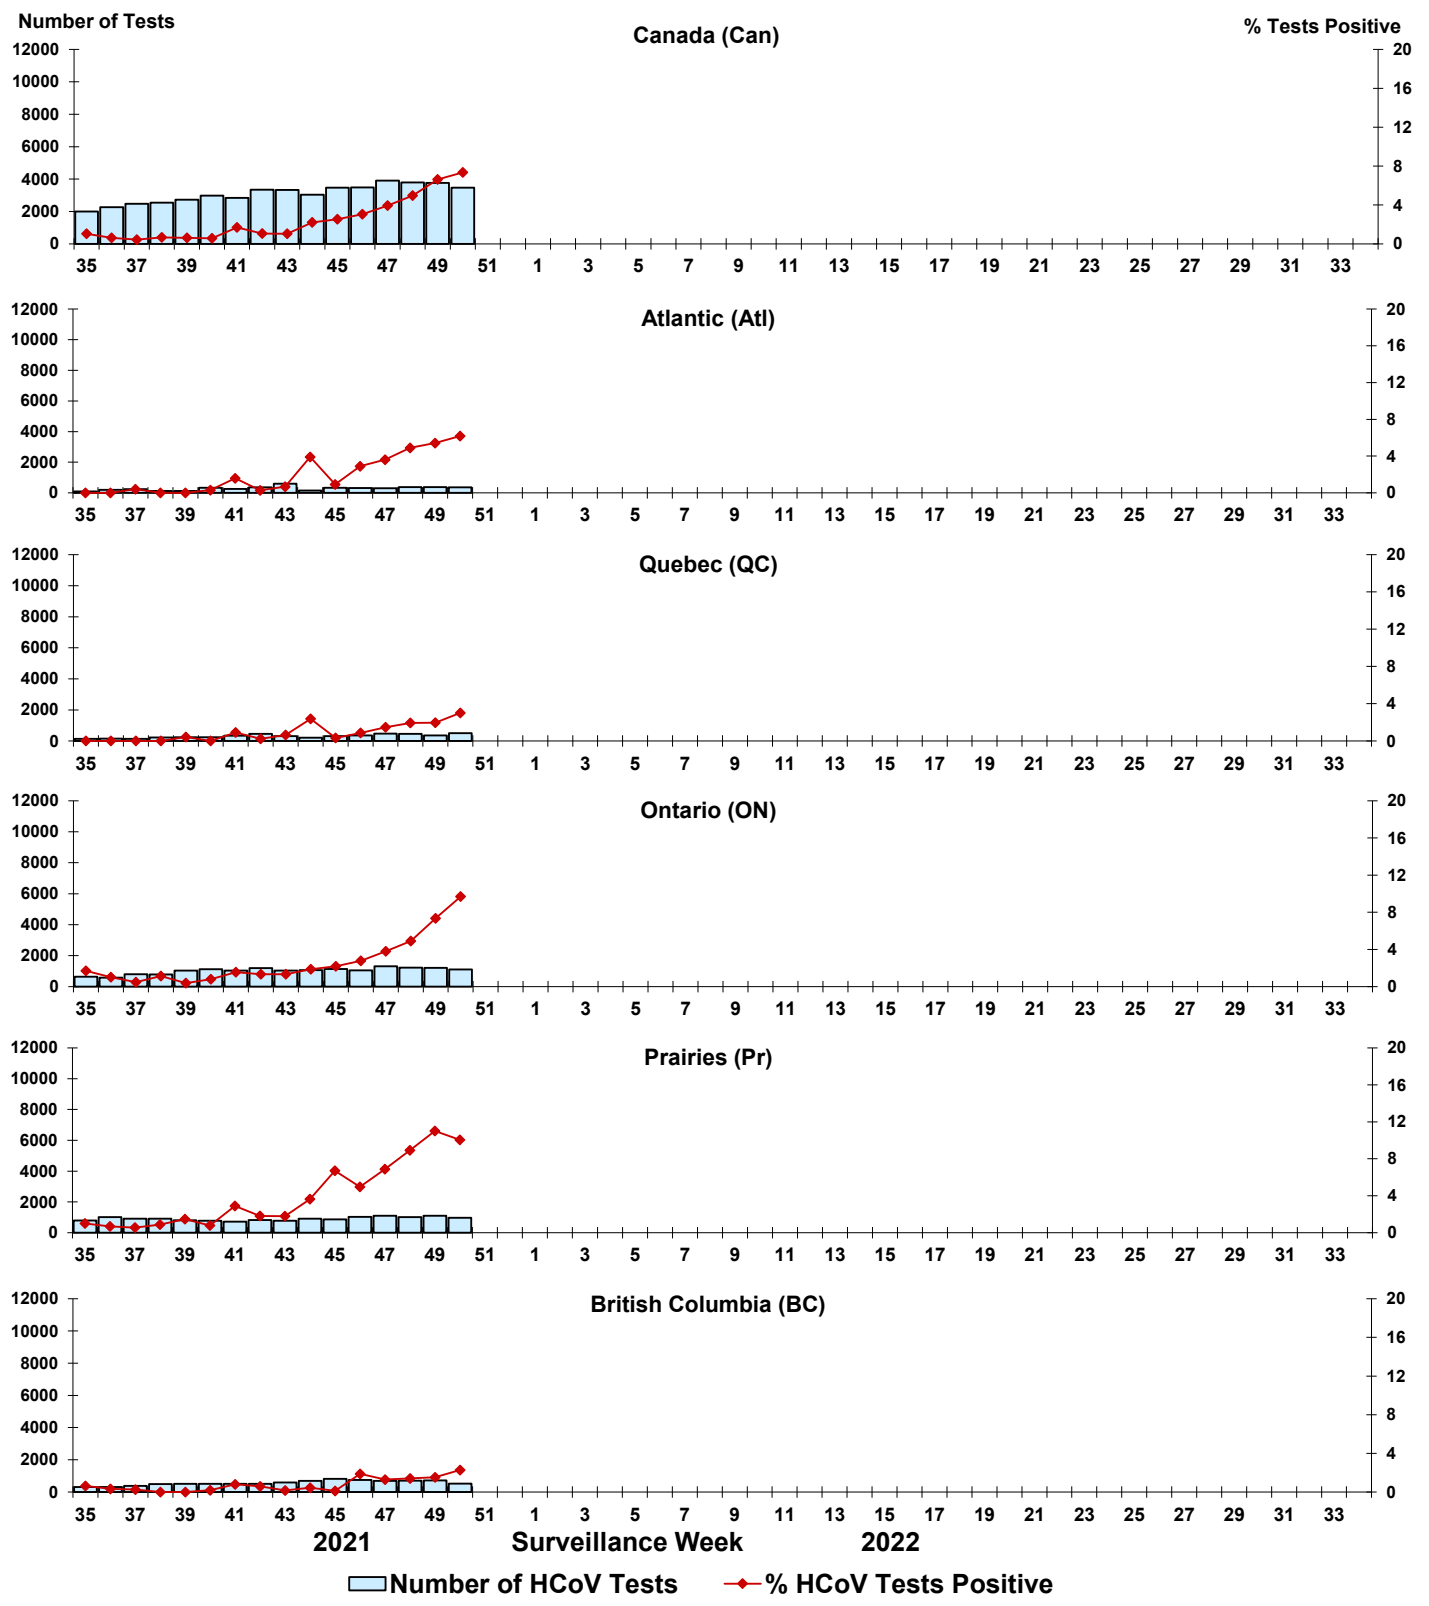 Number of Tests
Canada (Can)
% Tests Positive
12000 20
10000 16
8000 12
6000 8
4000 4
2000 0
0
35 37 39 41 43 45 47 49 51 1 3 5 7 9 11 13 15 17 19 21 23 25 27 29 31 33
Atlantic (Atl)
12000 20
10000 16
8000 12
6000 8
4000 4
2000 0
0
35 37 39 41 43 45 47 49 51 1 3 5 7 9 11 13 15 17 19 21 23 25 27 29 31 33
Quebec (QC)
12000 20
10000 16
8000 12
6000 8
4000 4
2000 0
0
35 37 39 41 43 45 47 49 51 1 3 5 7 9 11 13 15 17 19 21 23 25 27 29 31 33
Ontario (ON)
12000 20
10000 16
8000 12
6000 8
4000 4
2000 0
0
35 37 39 41 43 45 47 49 51 1 3 5 7 9 11 13 15 17 19 21 23 25 27 29 31 33
Prairies (Pr)
12000 20
10000 16
8000 12
6000 8
4000 4
2000 0
0
35 37 39 41 43 45 47 49 51 1 3 5 7 9 11 13 15 17 19 21 23 25 27 29 31 33
British Columbia (BC)
12000 20
10000 16
8000 12
6000 8
4000 4
2000 0
0
35 37 39 41 43 45 47 49 51 1 3 5 7 9 11 13 15 17 19 21 23 25 27 29 31 33
2021 Surveillance Week 2022
Number of HCoV Tests % HCoV Tests Positive